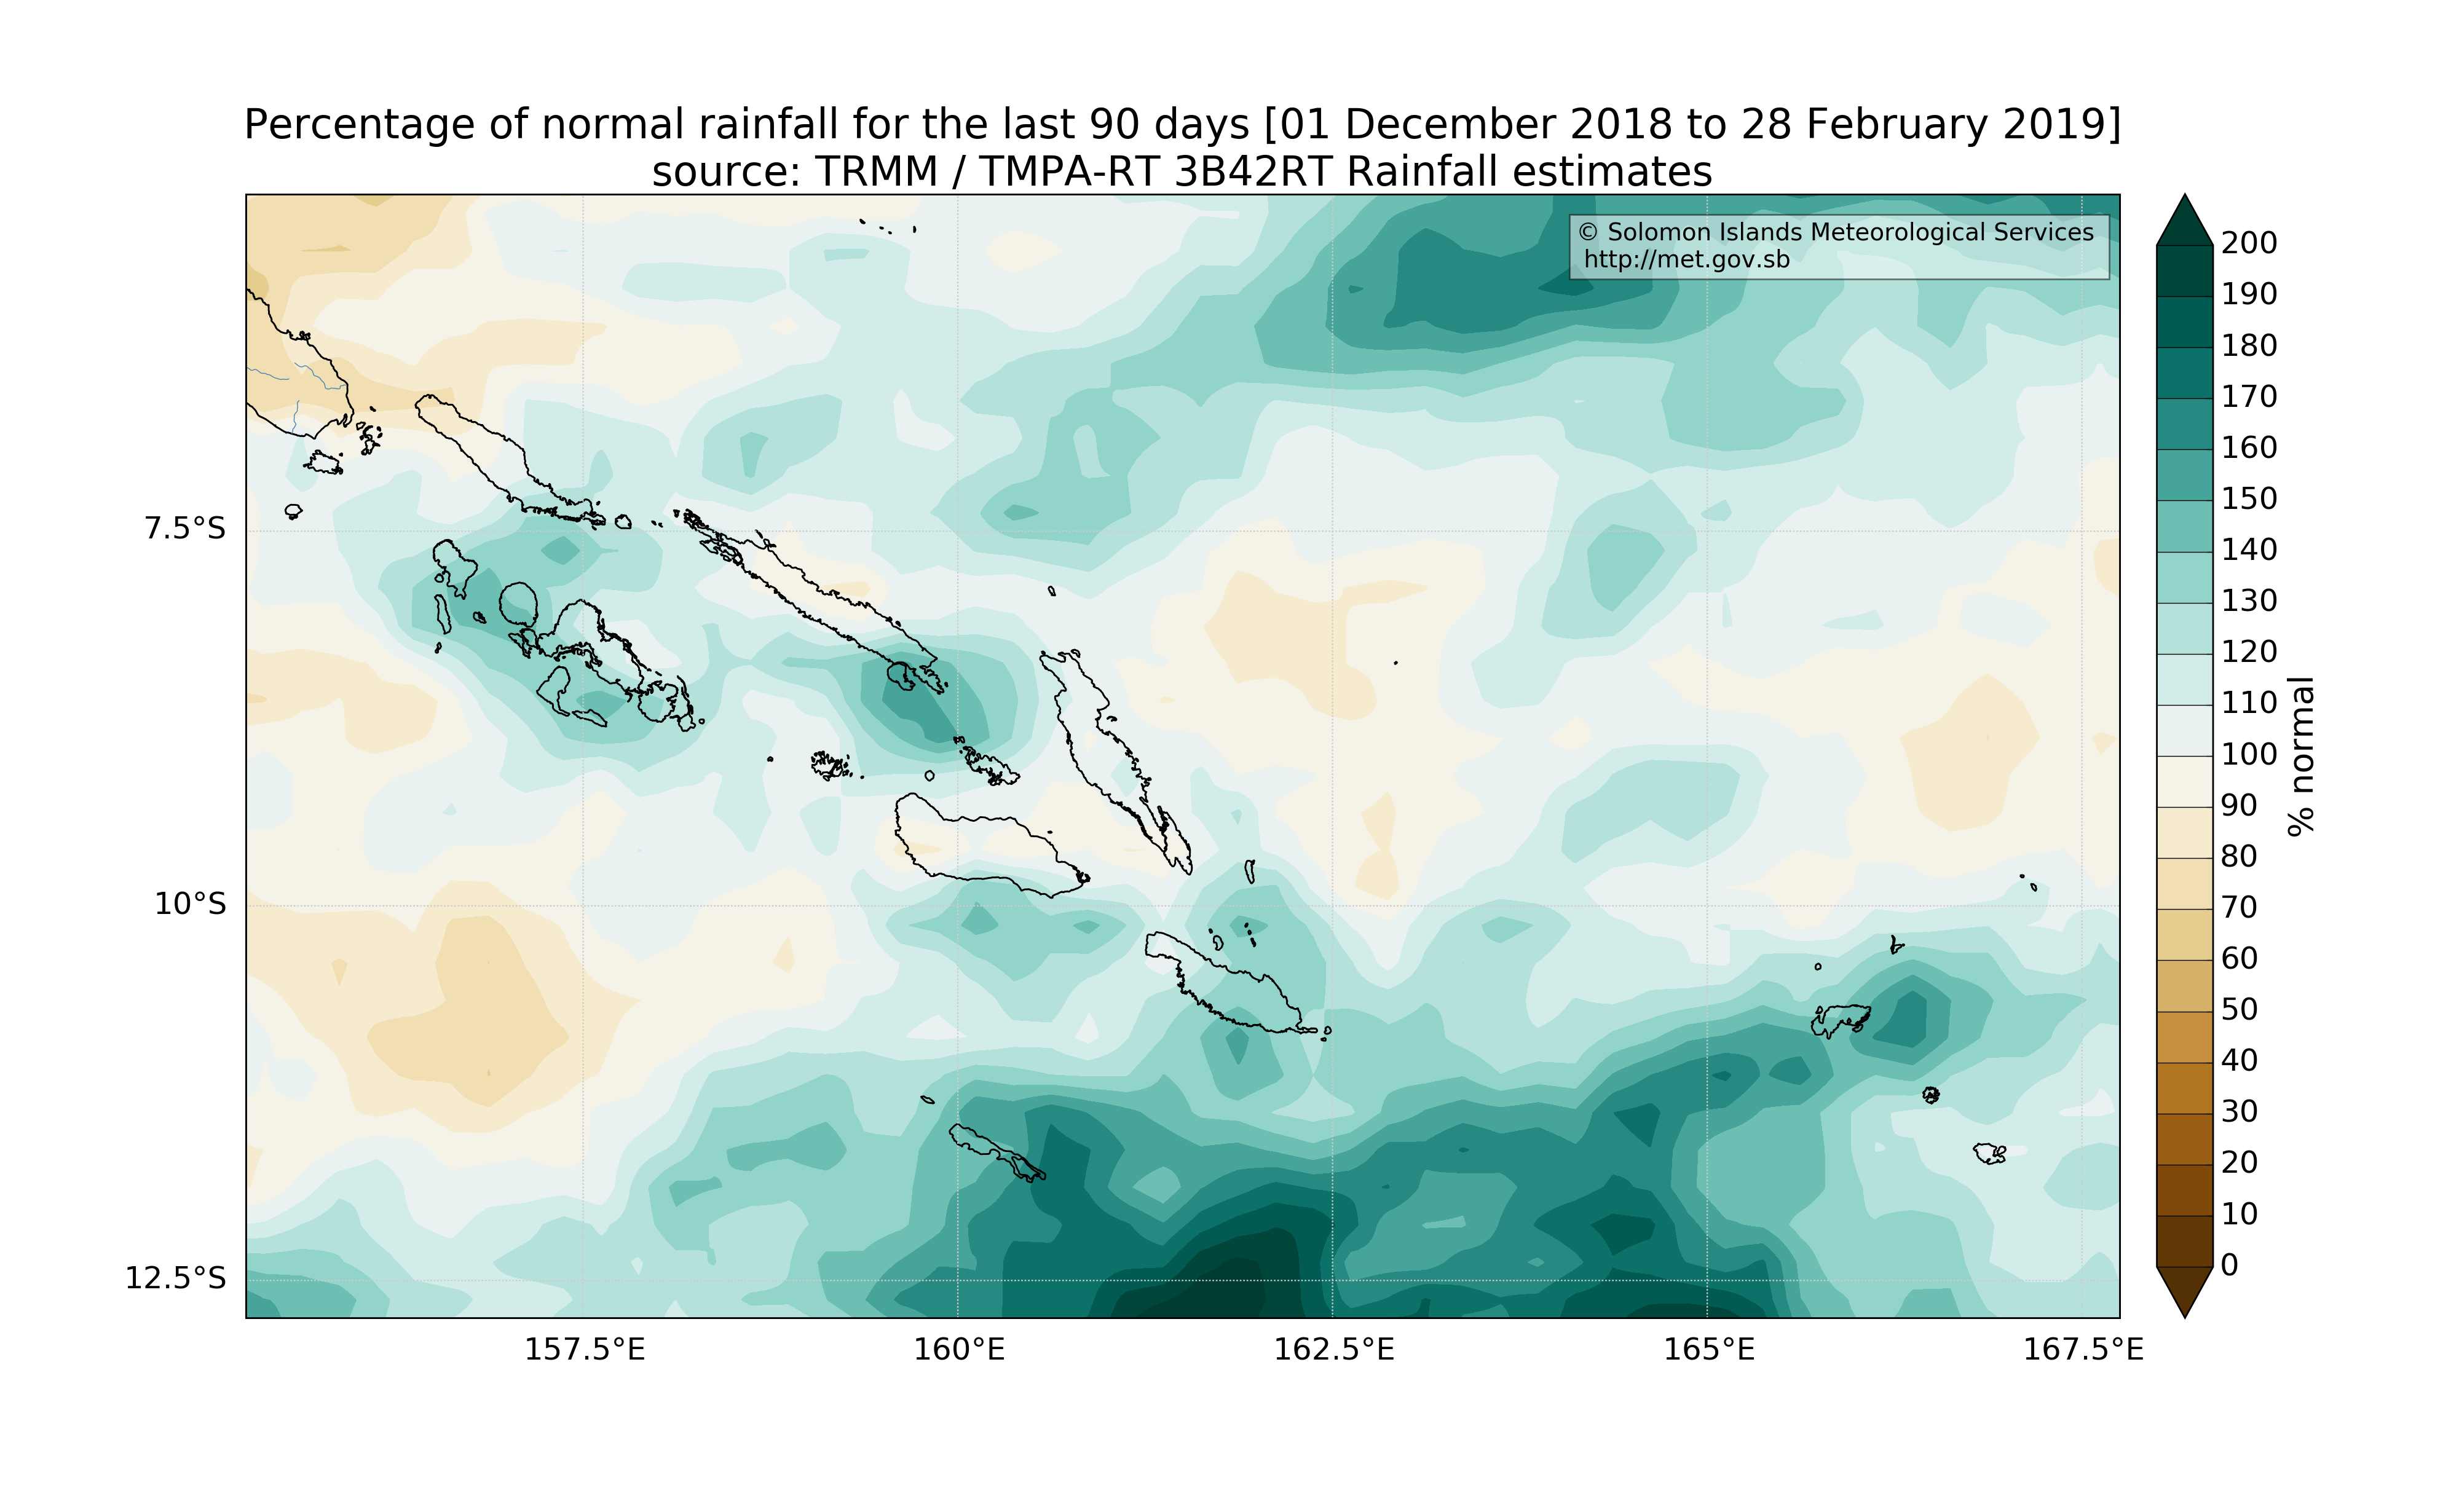 Percentage of normal rainfall for the last 90 days [01 December 2018 to 28 February 2019]
source: TRMM / TMPA-RT 3B42RT Rainfall estimates
© Solomon Islands Meteorological Services
http://met.gov.sb
7.5°S
10°S
12.5°S
157.5°E
160°E
162.5°E
165°E
167.5°E
200
190
180
170
160
150
140
130
120
110
100
90
80
70
60
50
40
30
20
10
0
% normal